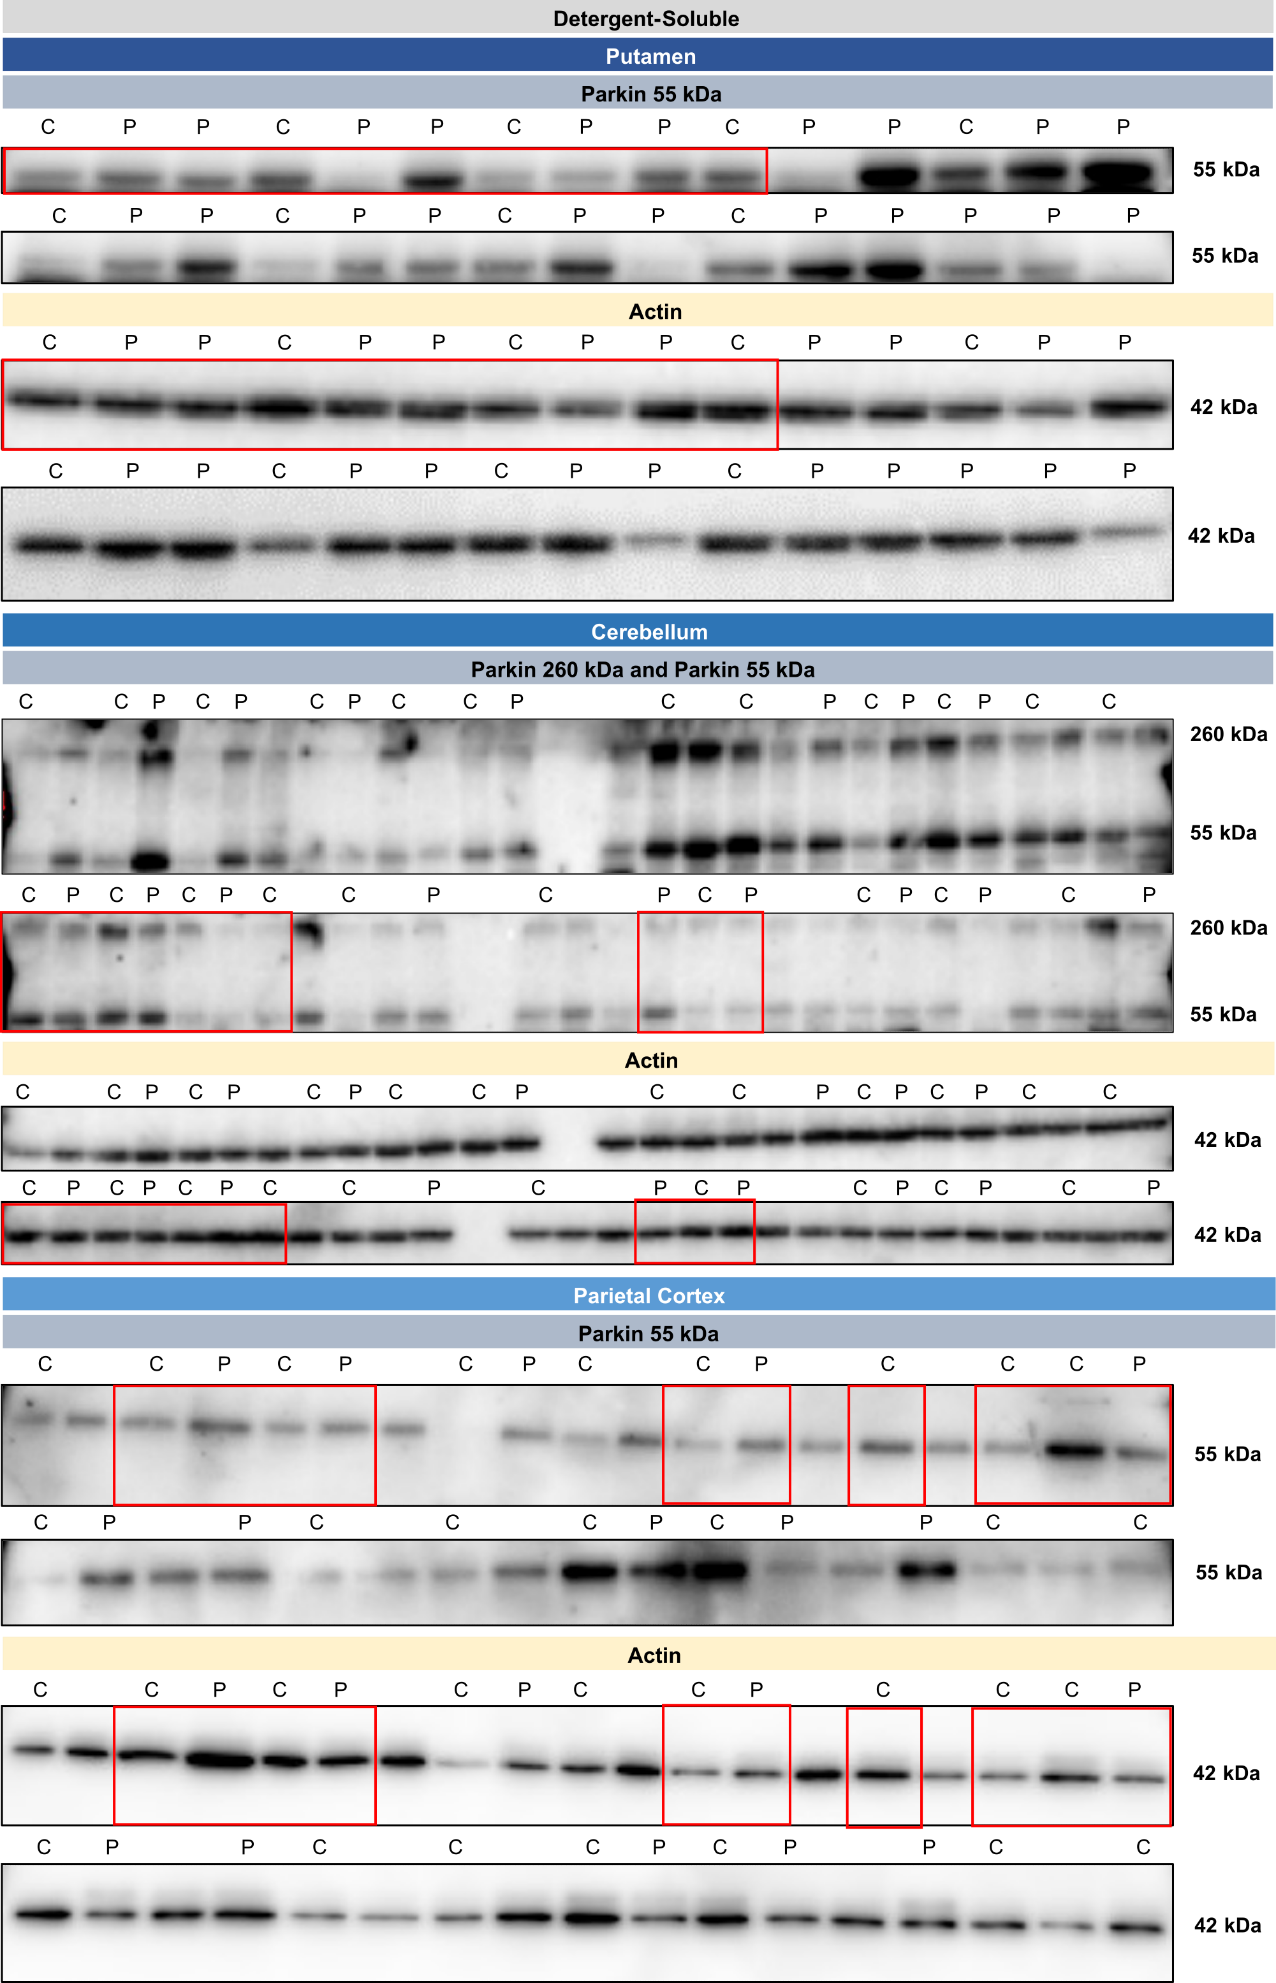 Detergent-Soluble
Putamen
Parkin 55 kDa
C P P C P P C P P C P P C P P
55 kDa
C P P C P P C P P C P P P P P
55 kDa
Actin
C P P C P P C P P C P P C P P
42 kDa
C P P C P P C P P C P P P P P
42 kDa
Cerebellum
Parkin 260 kDa and Parkin 55 kDa
C C P C P C P C C P C C P C P C P C C
260 kDa
55 kDa
C P C P C P C C P C P C P C P C P C P
260 kDa
55 kDa
Actin
C C P C P C P C C P C C P C P C P C C
42 kDa
C P C P C P C C P C P C P C P C P C P
42 kDa
Parietal Cortex
Parkin 55 kDa
C C P C P C P C C P C C C P
55 kDa
C P P C C C P C P P C C
55 kDa
Actin
C C P C P C P C C P C C C P
42 kDa
C P P C C C P C P P C C
42 kDa